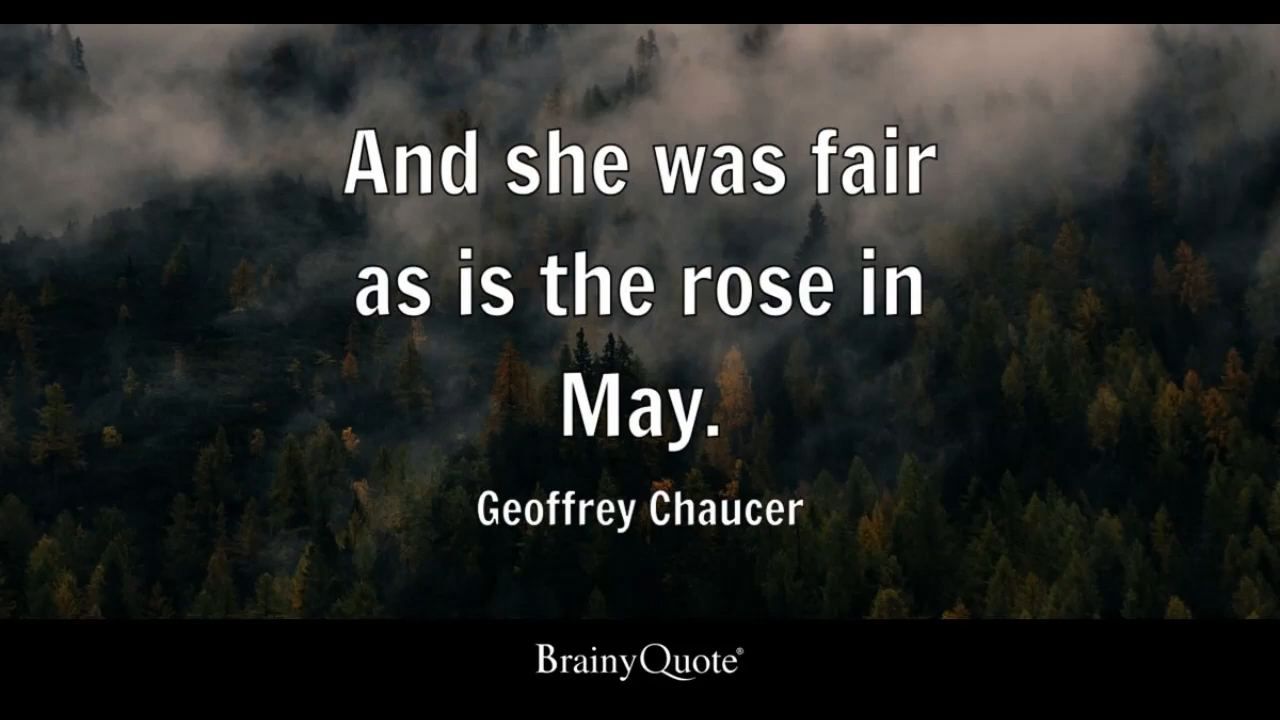 And she was fair
as is the rose in
May.
Geoffrey Chaucer
BrainyQuote®